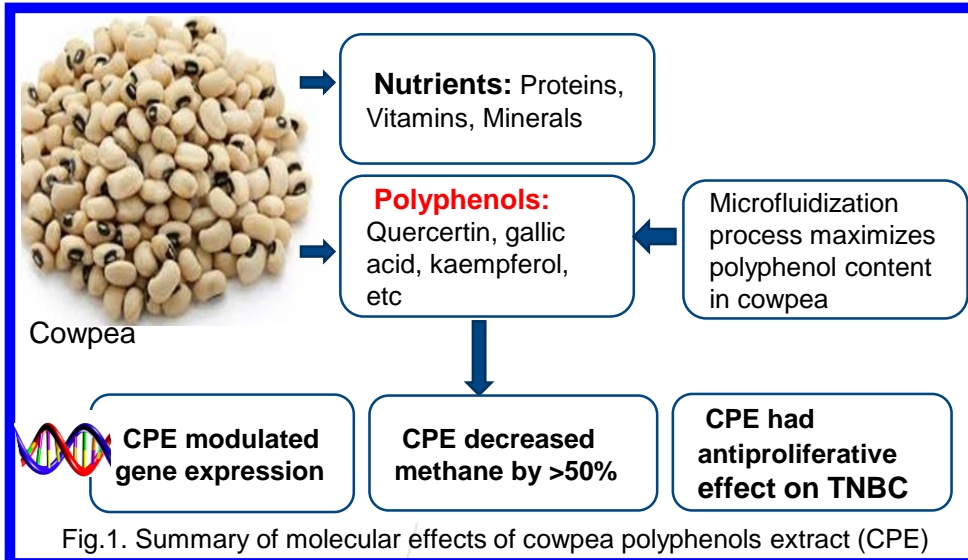 Nutrients: Proteins,
Vitamins, Minerals
Polyphenols:
Quercertin, gallic
acid, kaempferol,
etc
Microfluidization
process maximizes
polyphenol content
in cowpea
Cowpea
CPE modulated
gene expression
CPE decreased
methane by >50%
CPE had
antiproliferative
effect on TNBC
Fig.1. Summary of molecular effects of cowpea polyphenols extract (CPE)